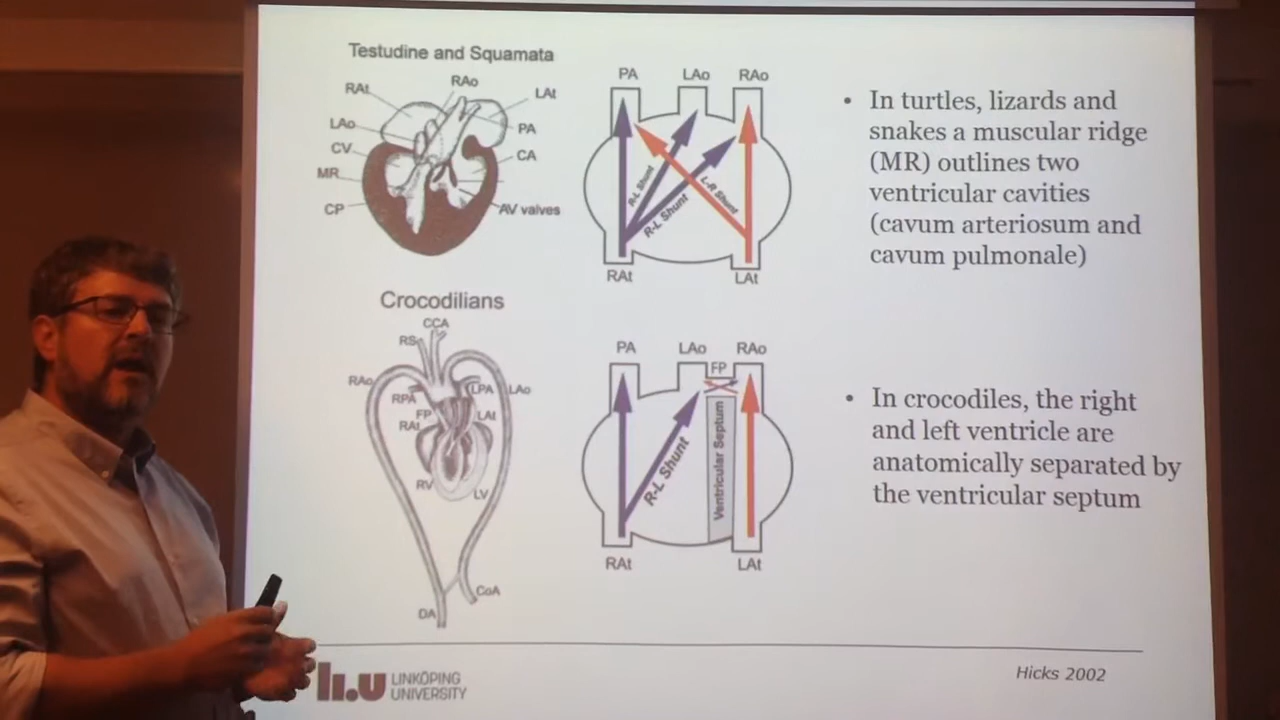 Testudine and Squamata
RAt
RAo
LAt
LAo
PA
CV
CA
MR
CP
AV valves
PA LAo RAo
R-L Shunt
R-L Shunt
L-R Shunt
RAt LAt
• In turtles, lizards and
snakes a muscular ridge
(MR) outlines two
ventricular cavities
(cavum arteriosum and
cavum pulmonale)
Crocodilians
CCA
RS
RAo
RPA
LPA
LAo
FP
LAt
RAt
RV
LV
CoA
DA
PA LAo RAo
FP
R-L Shunt
Ventricular Septum
RAt LAt
• In crocodiles, the right
and left ventricle are
anatomically separated by
the ventricular septum
LiU LINKÖPING
UNIVERSITY
Hicks 2002